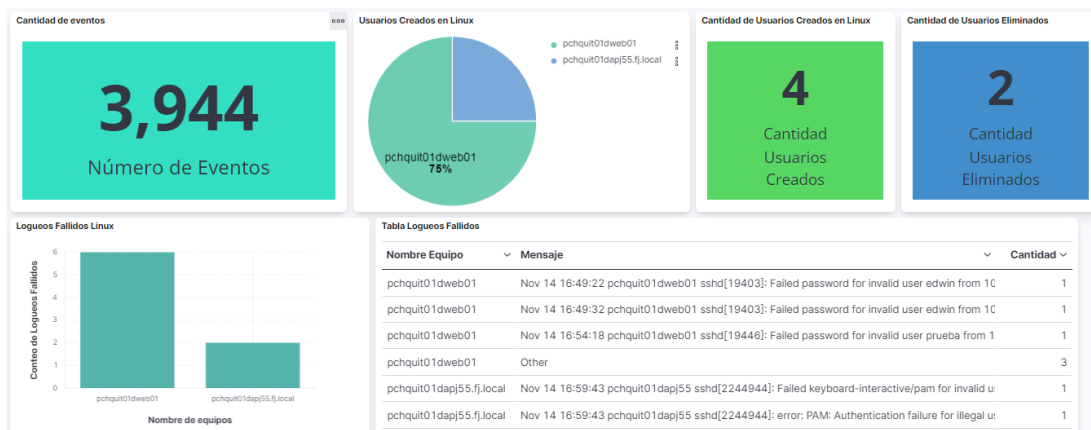 Cantidad de eventos
3,944
Número de Eventos
Usuarios Creados en Linux
pchquit01dweb01
pchquit01dapj55.fj.local
pchquit01dweb01
75%
Cantidad de Usuarios Creados en Linux
4
Cantidad
Usuarios
Creados
Cantidad de Usuarios Eliminados
2
Cantidad
Usuarios
Eliminados
Logueos Fallidos Linux
Conteo de Logueos Fallidos
6
5
4
3
2
1
0
pchquit01dweb01 pchquit01dapj55.fj.local
Nombre de equipos
Tabla Logueos Fallidos
Nombre Equipo Mensaje Cantidad
pchquit01dweb01 Nov 14 16:49:22 pchquit01dweb01 sshd[19403]: Failed password for invalid user edwin from 10 1
pchquit01dweb01 Nov 14 16:49:32 pchquit01dweb01 sshd[19403]: Failed password for invalid user edwin from 10 1
pchquit01dweb01 Nov 14 16:54:18 pchquit01dweb01 sshd[19446]: Failed password for invalid user prueba from 1 1
pchquit01dweb01 Other 3
pchquit01dapj55.fj.local Nov 14 16:59:43 pchquit01dapj55 sshd[2244944]: Failed keyboard-interactive/pam for invalid 1
pchquit01dapj55.fj.local Nov 14 16:59:43 pchquit01dapj55 sshd[2244944]: error: PAM: Authentication failure for illegal 1